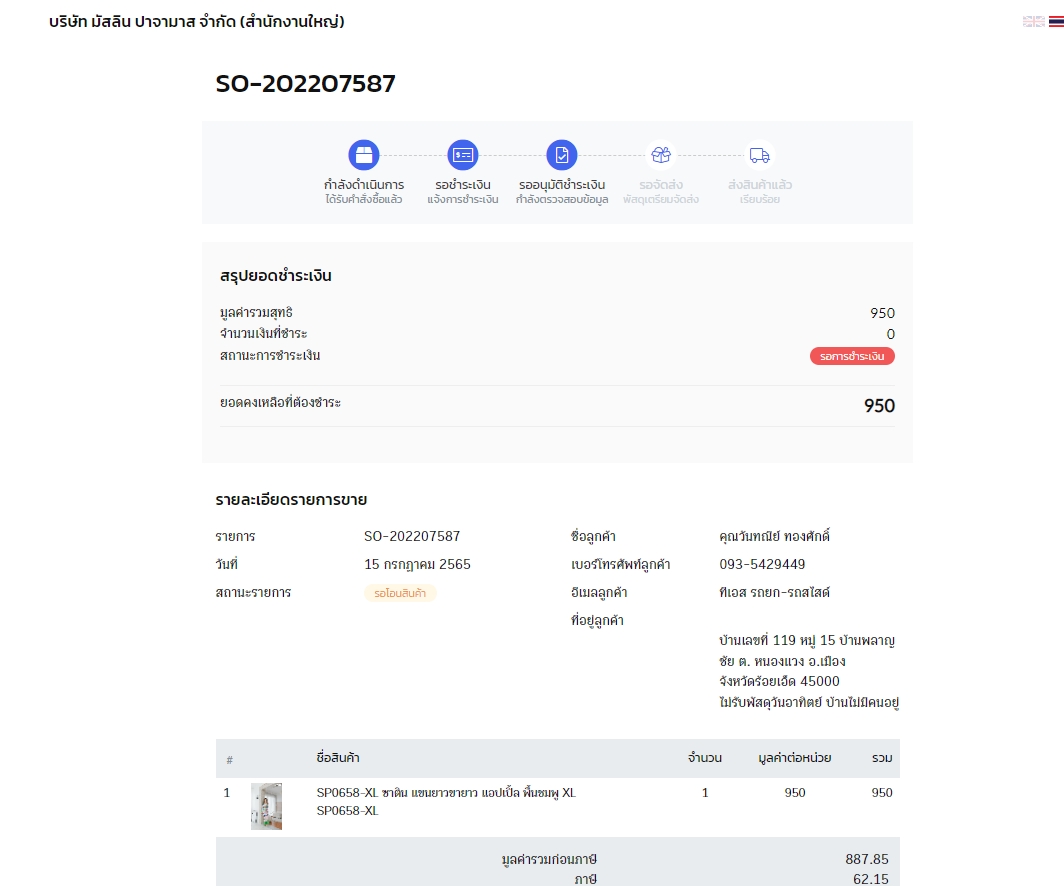 บริษัท มัสลิน ปาจามาส จำกัด (สำนักงานใหญ่)
SO-202207587
กำลังดำเนินการ
ได้รับคำสั่งซื้อแล้ว
รอชำระเงิน
แจ้งการชำระเงิน
รออนุมัติชำระเงิน
กำลังตรวจสอบข้อมูล
รอจัดส่ง
พัสดุเตรียมจัดส่ง
ส่งสินค้าแล้ว
เรียบร้อย
สรุปยอดชำระเงิน
มูลค่ารวมสุทธิ 950
จำนวนเงินที่ชำระ 0
สถานะการชำระเงิน รอการชำระเงิน
ยอดคงเหลือที่ต้องชำระ 950
รายละเอียดรายการขาย
รายการ SO-202207587
วันที่ 15 กรกฎาคม 2565
สถานะรายการ รอโอนสินค้า
ชื่อลูกค้า คุณวันทณีย์ ทองศักดิ์
เบอร์โทรศัพท์ลูกค้า 093-5429449
อีเมลลูกค้า ทีเอส รถยก-รถสไลด์
ที่อยู่ลูกค้า
บ้านเลขที่ 119 หมู่ 15 บ้านพลาญ
ชัย ต. หนองแวง อ.เมือง
จังหวัดร้อยเอ็ด 45000
ไม่รับพัสดุวันอาทิตย์ บ้านไม่มีคนอยู่
# ชื่อสินค้า จำนวน มูลค่าต่อหน่วย รวม
1 SP0658-XL ซาติน แขนยาวขายาว แอปเปิ้ล พื้นชมพู XL 1 950 950
SP0658-XL
มูลค่ารวมก่อนภาษี 887.85
ภาษี 62.15